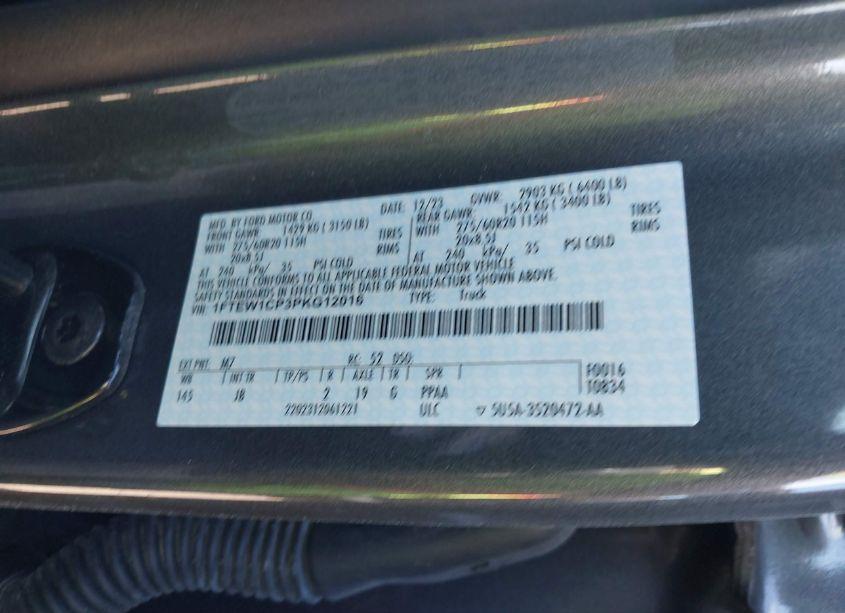 MFD. BY FORD MOTOR CO. DATE: 12/23 GVWR: 2903 KG ( 6400 LB)
FRONT GAWR: 1429 KG ( 3150 LB) REAR GAWR: 1542 KG ( 3400 LB)
WITH 275/60R20 115H TIRES WITH 275/60R20 115H TIRES
20x8.5J RIMS 20x8.5J RIMS
AT 240 kPa/ 35 PSI COLD AT 240 kPa/ 35 PSI COLD
THIS VEHICLE CONFORMS TO ALL APPLICABLE FEDERAL MOTOR VEHICLE
SAFETY STANDARDS IN EFFECT ON THE DATE OF MANUFACTURE SHOWN ABOVE.
VIN: 1FTEW1CP3PKG12016 TYPE: Truck
EXT PNT: M7 RC: 52 DSO: F0016
WB INT TR TP/PS R AXLE TR SPR T0834
145 JB 2 19 G PPAA
2202312061221 ULC ▽ 5U5A-3520472-AA